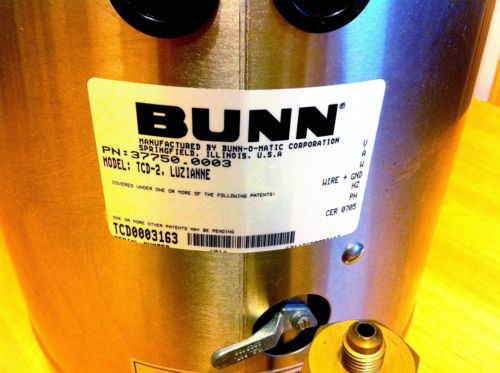 BUNN®
MANUFACTURED BY BUNN-O-MATIC CORPORATION
SPRINGFIELD, ILLINOIS, U.S.A
PN:37750.0003
MODEL: TCD-2, LUZIANNE
COVERED UNDER ONE OR MORE OF THE FOLLOWING PATENTS:
V
A
W
WIRE + GND
HZ
PH
CER 0705
ONE OR MORE OTHER PATENTS MAY BE PENDING
TCD0003163
SERIAL NUMBER